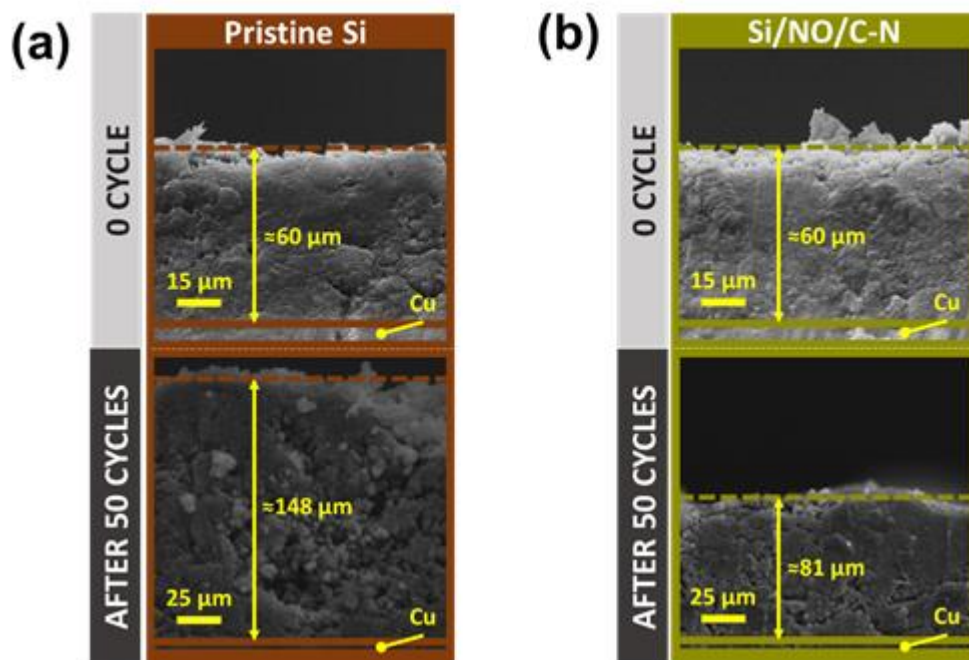 (a)
Pristine Si
0 CYCLE
≈60 μm
15 μm
Cu
AFTER 50 CYCLES
≈148 μm
25 μm
Cu
(b)
Si/NO/C-N
0 CYCLE
≈60 μm
15 μm
Cu
AFTER 50 CYCLES
≈81 μm
25 μm
Cu